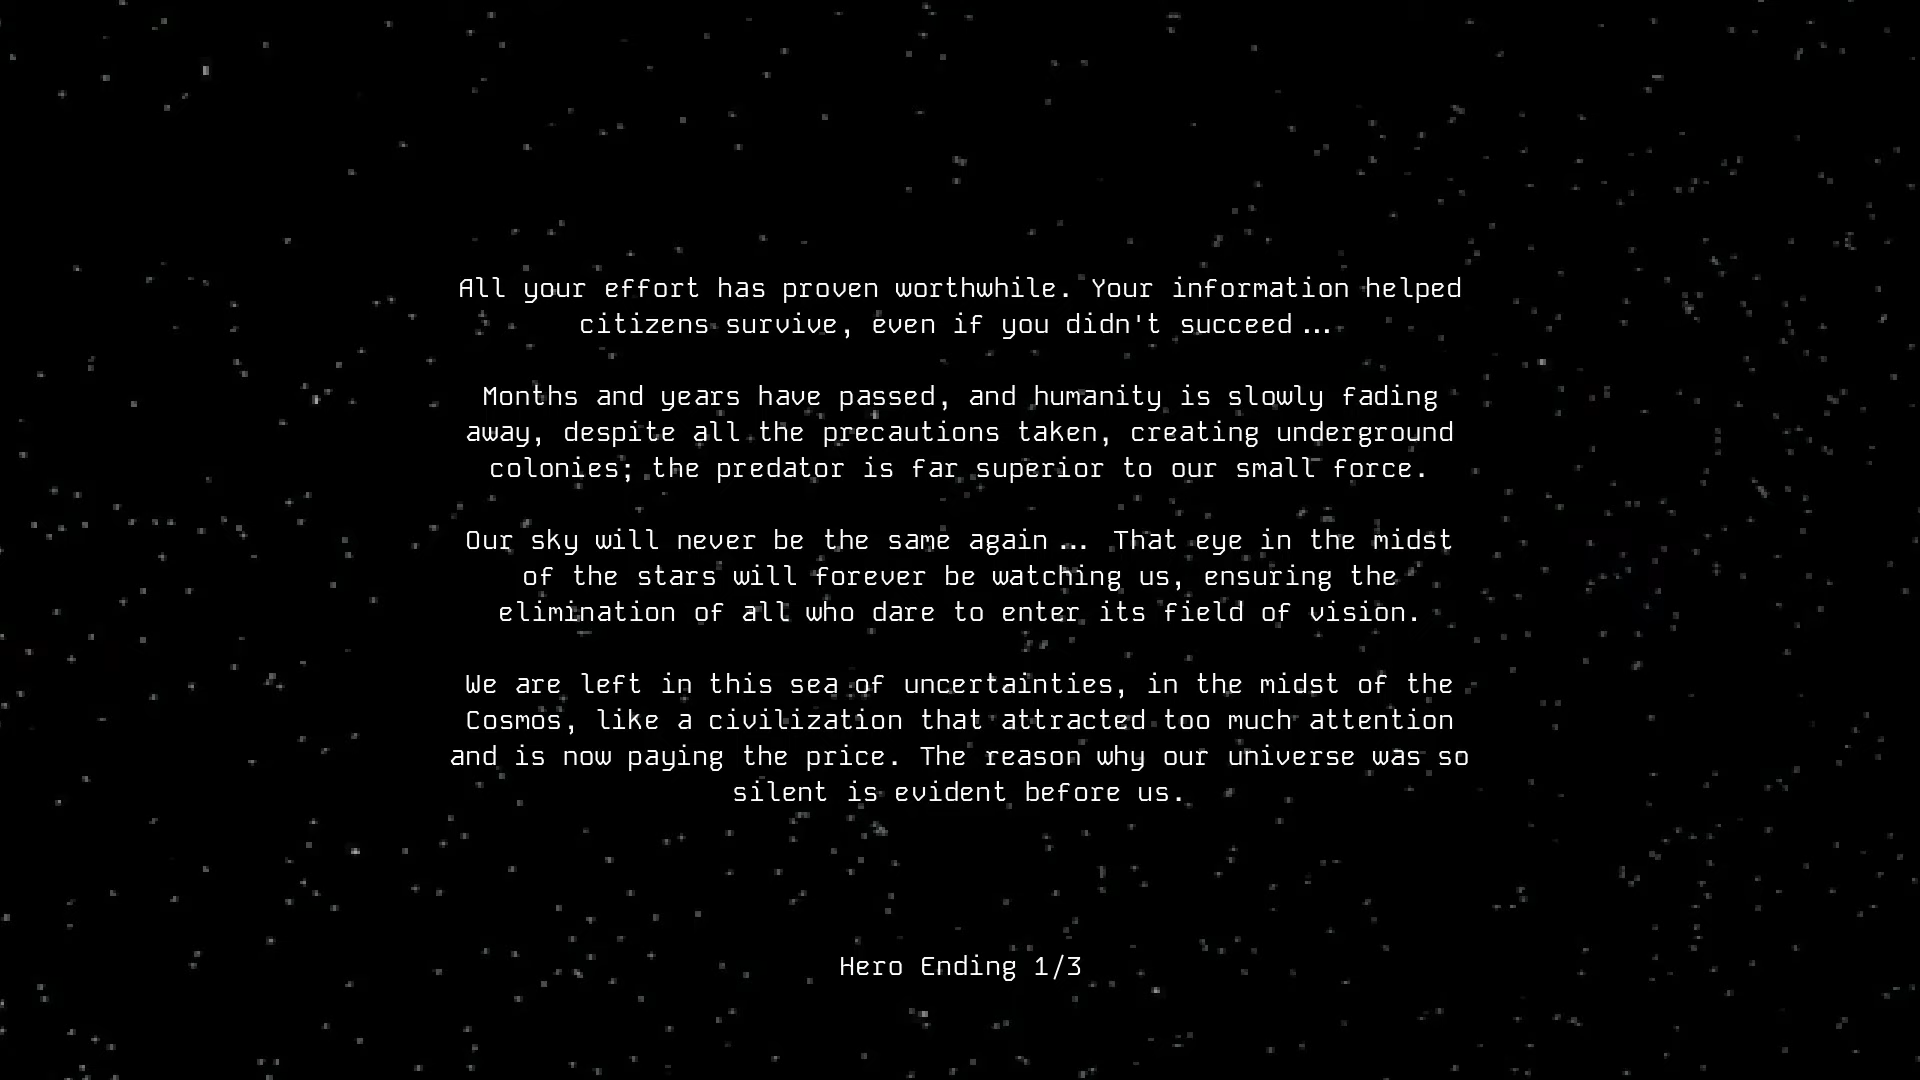 All your effort has proven worthwhile. Your information helped
citizens survive, even if you didn't succeed...
Months and years have passed, and humanity is slowly fading
away, despite all the precautions taken, creating underground
colonies; the predator is far superior to our small force.
Our sky will never be the same again... That eye in the midst
of the stars will forever be watching us, ensuring the
elimination of all who dare to enter its field of vision.
We are left in this sea of uncertainties, in the midst of the
Cosmos, like a civilization that attracted too much attention
and is now paying the price. The reason why our universe was so
silent is evident before us.
Hero Ending 1/3